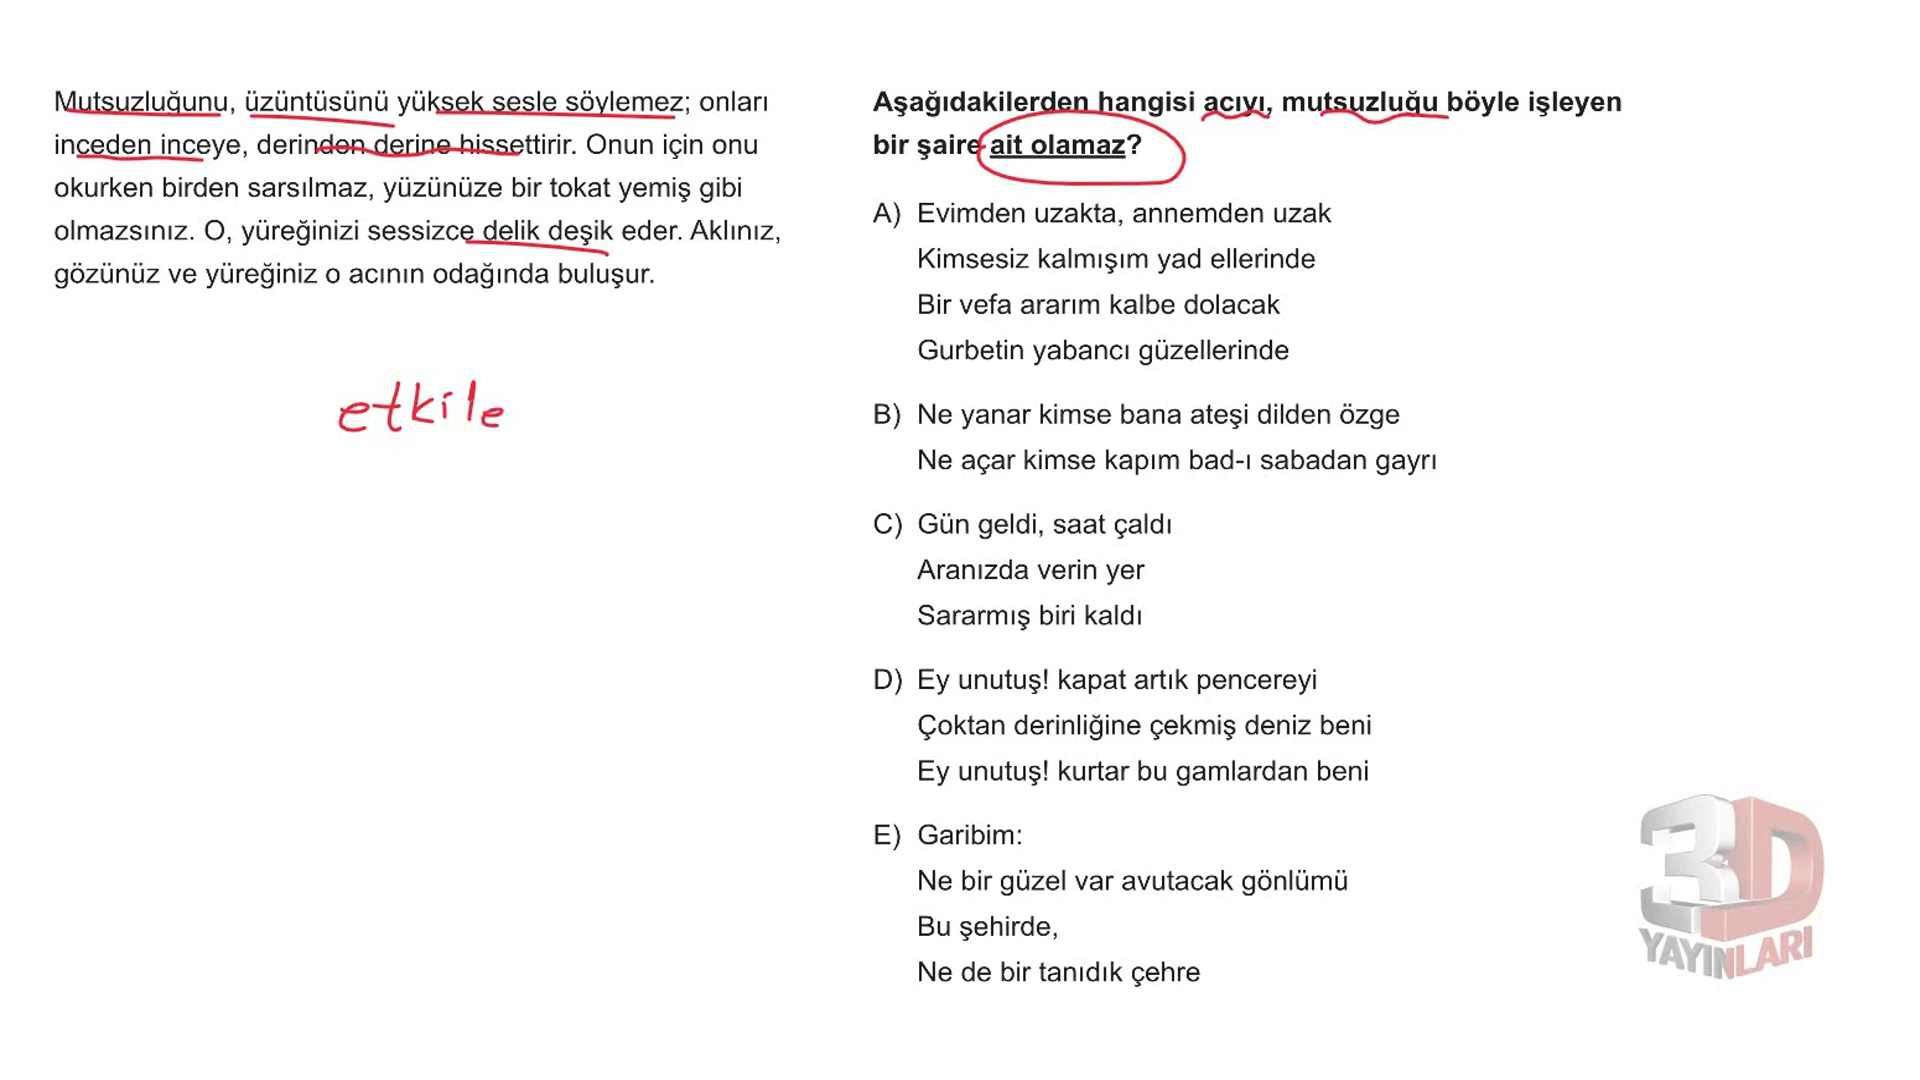 Mutsuzluğunu, üzüntüsünü yüksek sesle söylemez; onları
inceden inceye, derinden derine hissettirir. Onun için onu
okurken birden sarsılmaz, yüzünüze bir tokat yemiş gibi
olmazsınız. O, yüreğinizi sessizce delik deşik eder. Aklınız,
gözünüz ve yüreğiniz o acının odağında buluşur.
etkile
Aşağıdakilerden hangisi acıyı, mutsuzluğu böyle işleyen
bir şaire ait olamaz?
A) Evimden uzakta, annemden uzak
Kimsesiz kalmışım yad ellerinde
Bir vefa ararım kalbe dolacak
Gurbetin yabancı güzellerinde
B) Ne yanar kimse bana ateşi dilden özge
Ne açar kimse kapım bad-ı sabadan gayrı
C) Gün geldi, saat çaldı
Aranızda verin yer
Sararmış biri kaldı
D) Ey unutuş! kapat artık pencereyi
Çoktan derinliğine çekmiş deniz beni
Ey unutuş! kurtar bu gamlardan beni
E) Garibim:
Ne bir güzel var avutacak gönlümü
Bu şehirde,
Ne de bir tanıdık çehre
3D
YAYINLARI